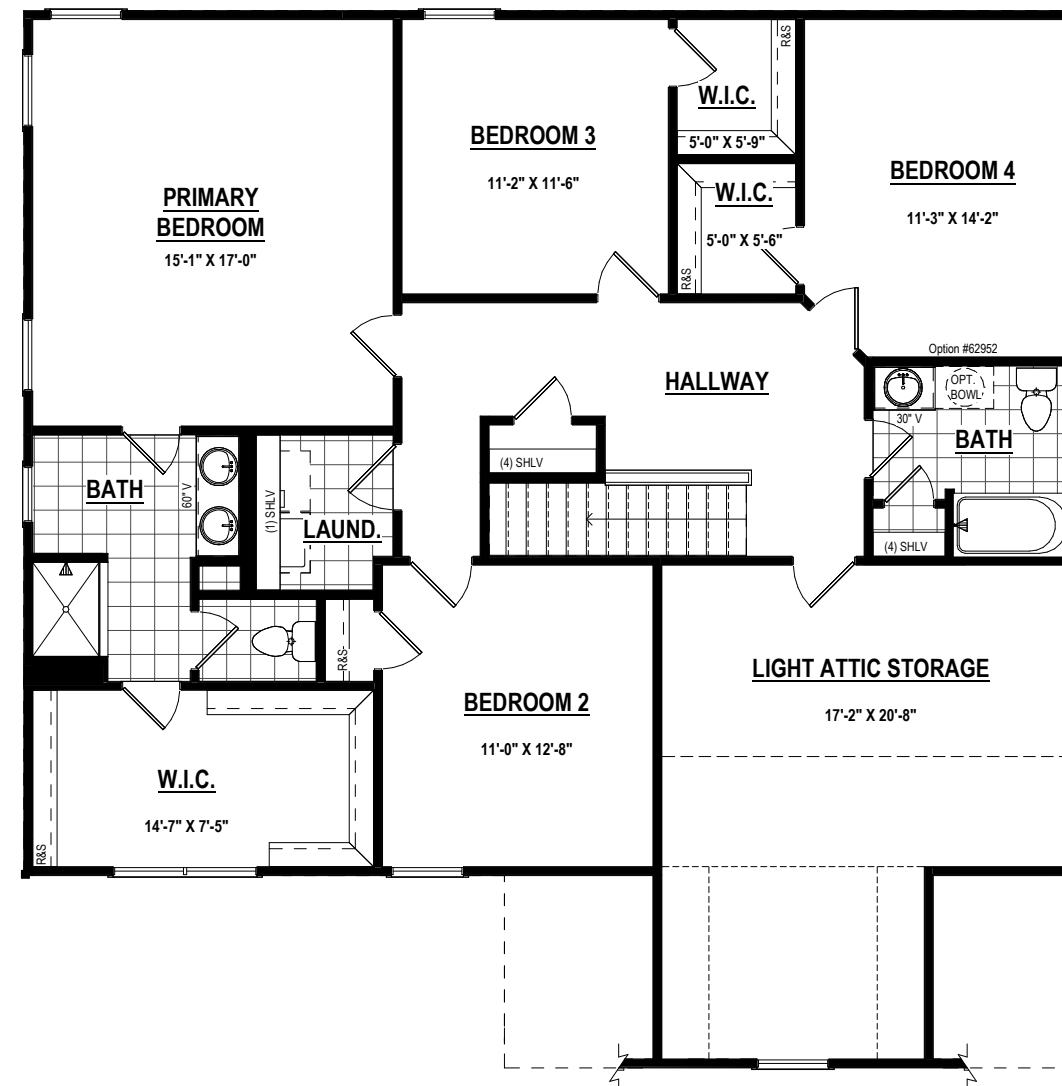 R&S
W.I.C.
5'-0" X 5'-9"
BEDROOM 3
11'-2" X 11'-6"
PRIMARY
BEDROOM
15'-1" X 17'-0"
W.I.C.
5'-0" X 5'-6"
R&S
BEDROOM 4
11'-3" X 14'-2"
Option #62952
HALLWAY
OPT.
BOWL
30" V
BATH
(4) SHLV
(4) SHLV
BATH
60" V
(1) SHLV
LAUND.
R&S
BEDROOM 2
11'-0" X 12'-8"
LIGHT ATTIC STORAGE
17'-2" X 20'-8"
W.I.C.
14'-7" X 7'-5"
R&S